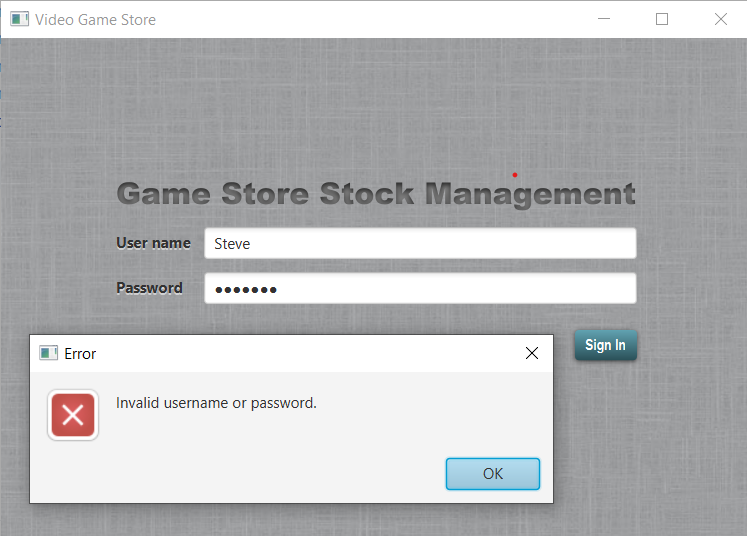 Video Game Store
Game Store Stock Management
User name
Steve
Password
●●●●●●●
Sign In
Error
Invalid username or password.
OK